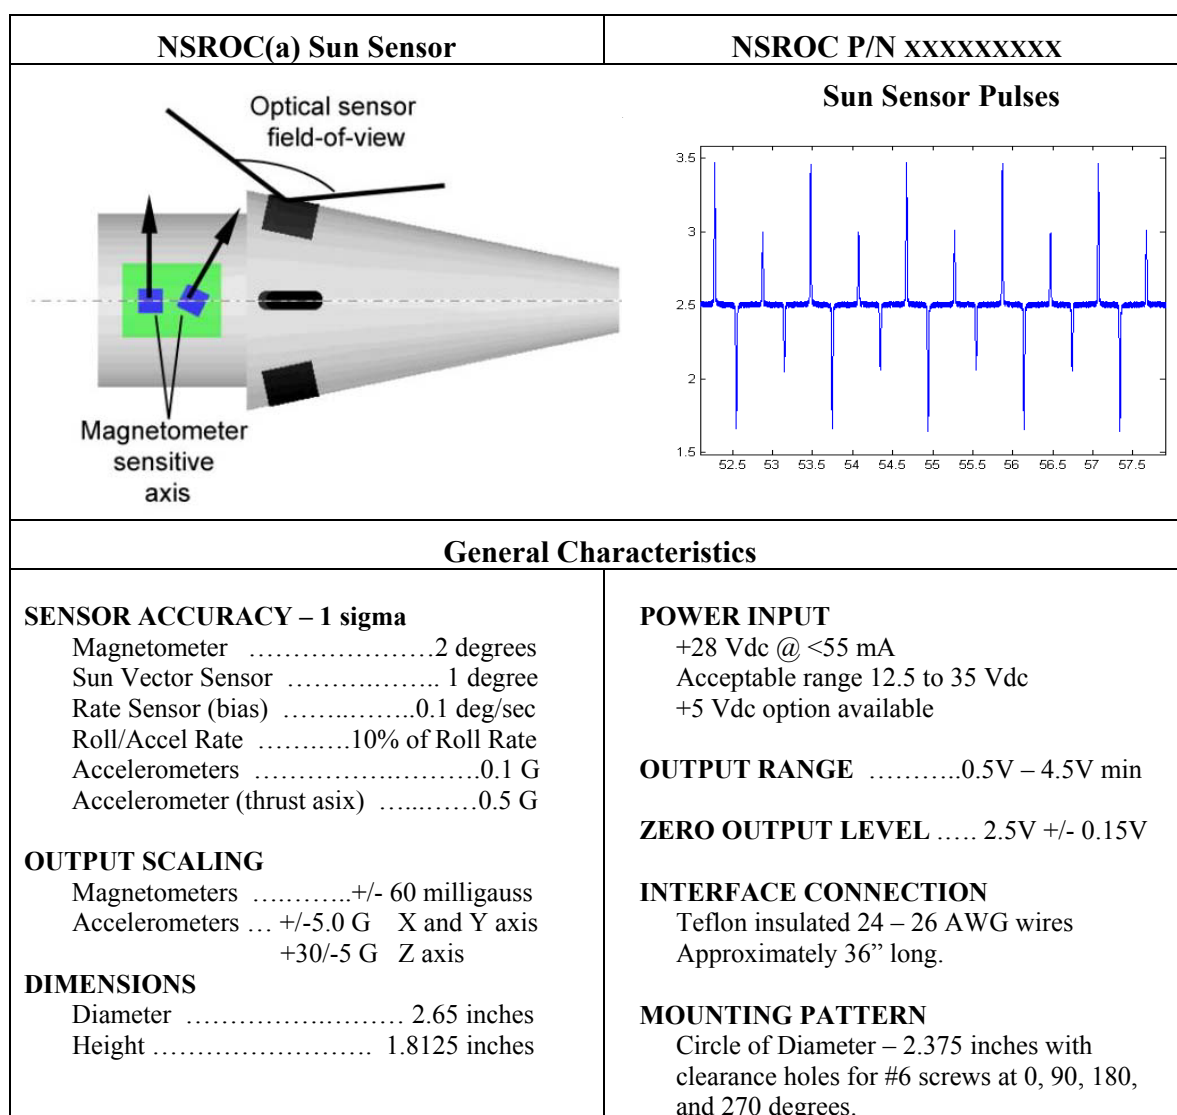 NSROC(a) Sun Sensor
NSROC P/N XXXXXXXXX
Optical sensor
field-of-view
Magnetometer
sensitive
axis
Sun Sensor Pulses
3.5
3
2.5
2
1.5
52.5 53 53.5 54 54.5 55 55.5 56 56.5 57 57.5
General Characteristics
SENSOR ACCURACY – 1 sigma
Magnetometer …………………2 degrees
Sun Vector Sensor ……….…….. 1 degree
Rate Sensor (bias) ……..……..0.1 deg/sec
Roll/Accel Rate …….….10% of Roll Rate
Accelerometers …………….……….0.1 G
Accelerometer (thrust asix) …...……0.5 G
OUTPUT SCALING
Magnetometers ….……..+/- 60 milligauss
Accelerometers … +/-5.0 G X and Y axis
+30/-5 G Z axis
DIMENSIONS
Diameter …………….……… 2.65 inches
Height ……………………. 1.8125 inches
POWER INPUT
+28 Vdc @ <55 mA
Acceptable range 12.5 to 35 Vdc
+5 Vdc option available
OUTPUT RANGE ………..0.5V – 4.5V min
ZERO OUTPUT LEVEL ….. 2.5V +/- 0.15V
INTERFACE CONNECTION
Teflon insulated 24 – 26 AWG wires
Approximately 36” long.
MOUNTING PATTERN
Circle of Diameter – 2.375 inches with
clearance holes for #6 screws at 0, 90, 180,
and 270 degrees.